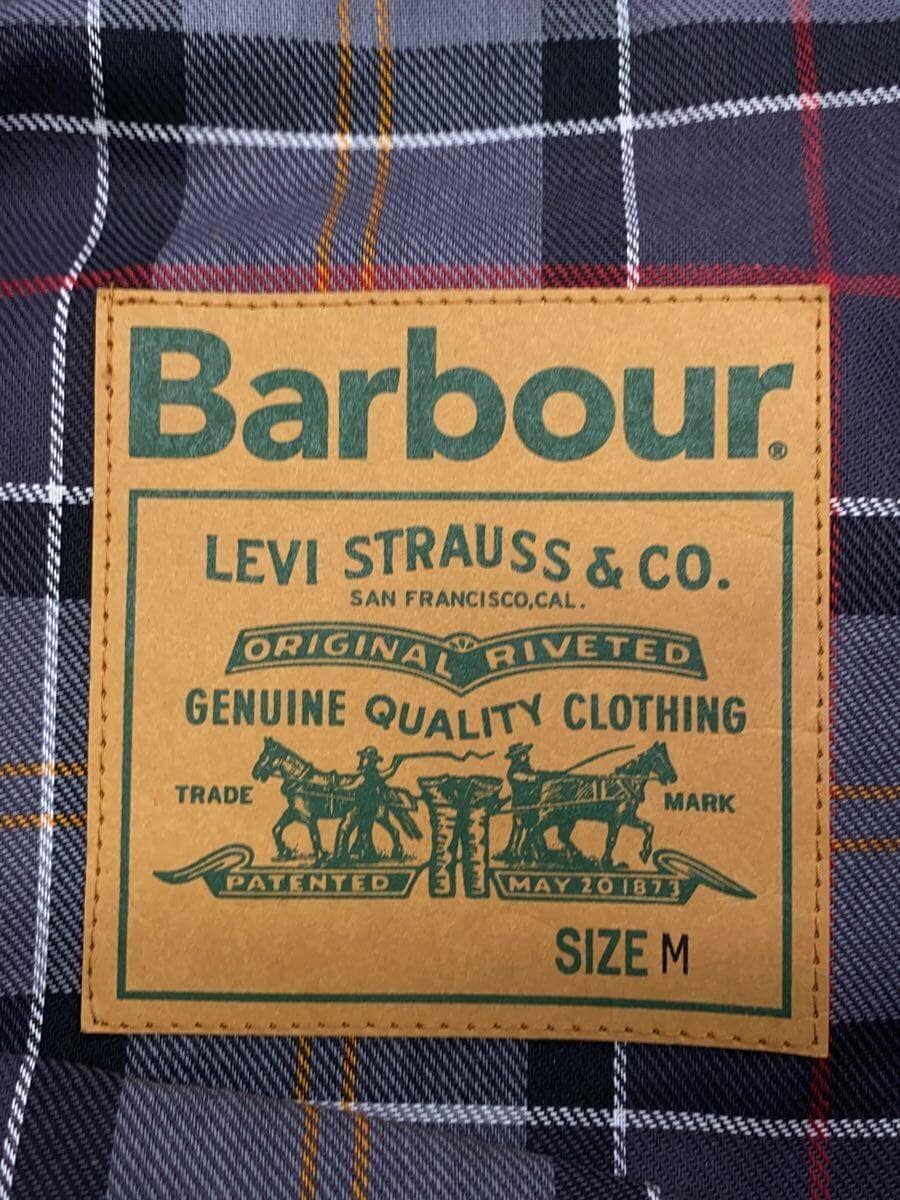 Barbour®
LEVI STRAUSS & CO.
SAN FRANCISCO,CAL.
ORIGINAL RIVETED
GENUINE QUALITY CLOTHING
TRADE MARK
PATENTED MAY 20 1873
SIZE M